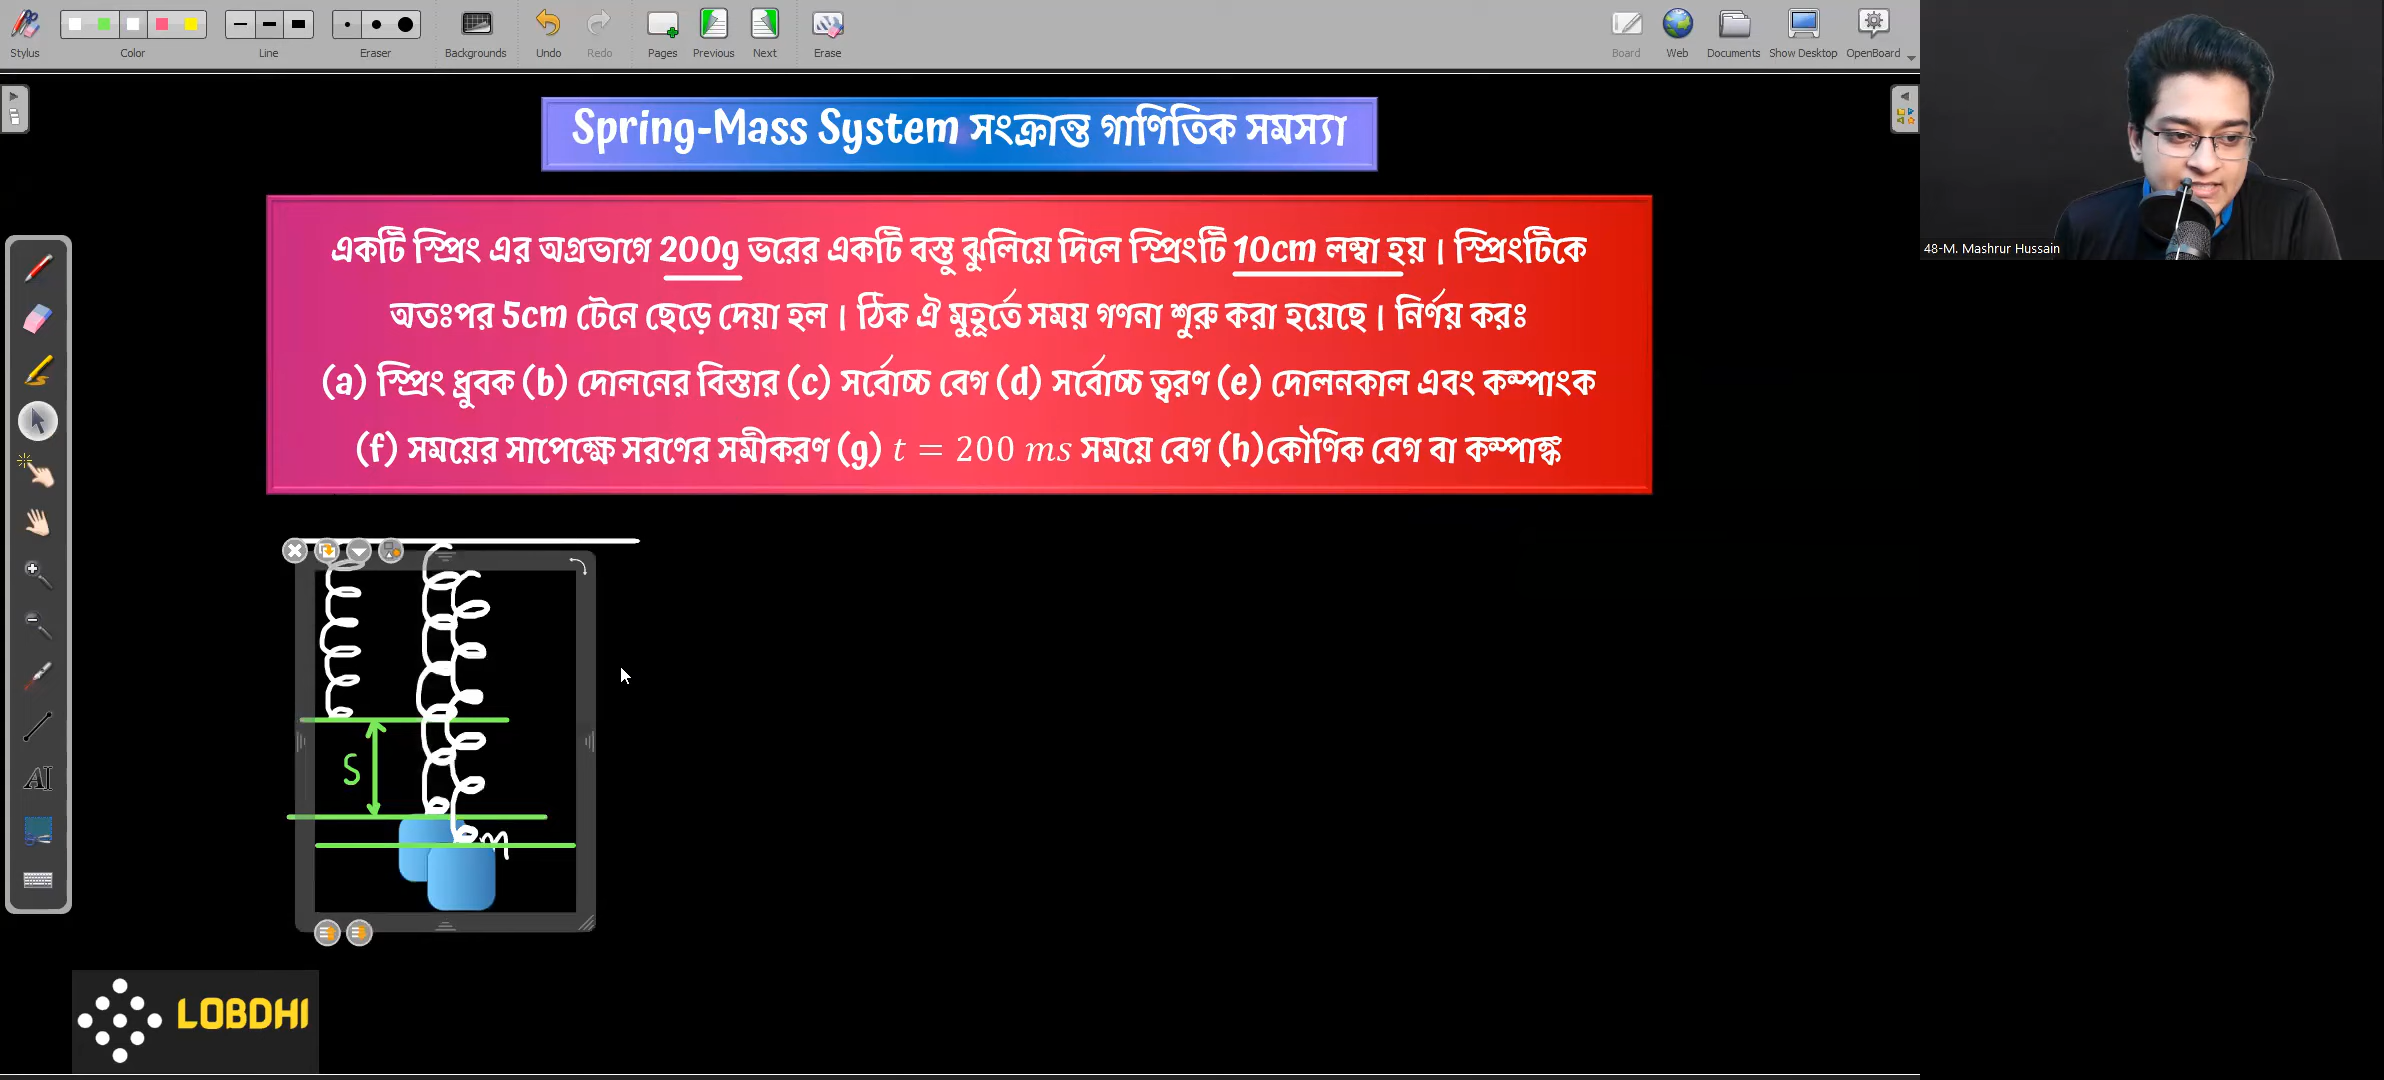 Stylus
Color
Line
Eraser
Backgrounds
Undo
Redo
Pages
Previous
Next
Erase
Board
Web
Documents
Show Desktop
OpenBoard
48-M. Mashrur Hussain
Spring-Mass System সংক্রান্ত গাণিতিক সমস্যা
একটি স্প্রিং এর অগ্রভাগে 200g ভরের একটি বস্তু ঝুলিয়ে দিলে স্প্রিংটি 10cm লম্বা হয়। স্প্রিংটিকে
অতঃপর 5cm টেনে ছেড়ে দেয়া হল। ঠিক ঐ মুহূর্তে সময় গণনা শুরু করা হয়েছে। নির্ণয় করঃ
(a) স্প্রিং ধ্রুবক (b) দোলনের বিস্তার (c) সর্বোচ্চ বেগ (d) সর্বোচ্চ ত্বরণ (e) দোলনকাল এবং কম্পাংক
(f) সময়ের সাপেক্ষে সরণের সমীকরণ (g) t = 200 ms সময়ে বেগ (h)কৌণিক বেগ বা কম্পাঙ্ক
S
m
LOBDHI